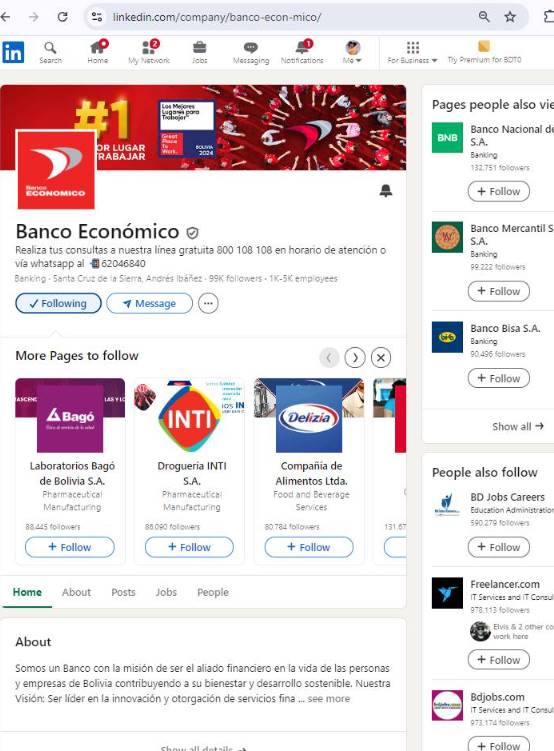 linkedin.com/company/banco-econ-mico/
in
Search
Home
2
My Network
Jobs
Messaging
1
Notifications
Me
For Business
Try Premium for BDT0
#1
OR LUGAR
TRABAJAR
Los Mejores
Lugares para
Trabajar
Great
Place
To
Work.
BOLIVIA
2024
Banco
ECONOMICO
Banco Económico
Realiza tus consultas a nuestra línea gratuita 800 108 108 en horario de atención o
vía whatsapp al 62046840
Banking · Santa Cruz de la Sierra, Andrés Ibáñez · 99K followers · 1K-5K employees
Following
Message
More Pages to follow
Bagó
INTI
Delizia
Laboratorios Bagó
de Bolivia S.A.
Pharmaceutical
Manufacturing
88,445 followers
+ Follow
Droguería INTI
S.A.
Pharmaceutical
Manufacturing
86,090 followers
+ Follow
Compañía de
Alimentos Ltda.
Food and Beverage
Services
80,784 followers
+ Follow
131,67
Home
About
Posts
Jobs
People
About
Somos un Banco con la misión de ser el aliado financiero en la vida de las personas
y empresas de Bolivia contribuyendo a su bienestar y desarrollo sostenible. Nuestra
Visión: Ser líder en la innovación y otorgación de servicios fina ... see more
Show all details →
Pages people also vie
BNB
Banco Nacional de
S.A.
Banking
132,751 followers
+ Follow
Banco Mercantil S
S.A.
Banking
99,222 followers
+ Follow
Banco Bisa S.A.
Banking
90,496 followers
+ Follow
Show all →
People also follow
BD Jobs Careers
Education Administration
590,279 followers
+ Follow
Freelancer.com
IT Services and IT Consul
978,113 followers
Elvis & 2 other co
work here
+ Follow
Bdjobs.com
IT Services and IT Consul
973,174 followers
+ Follow